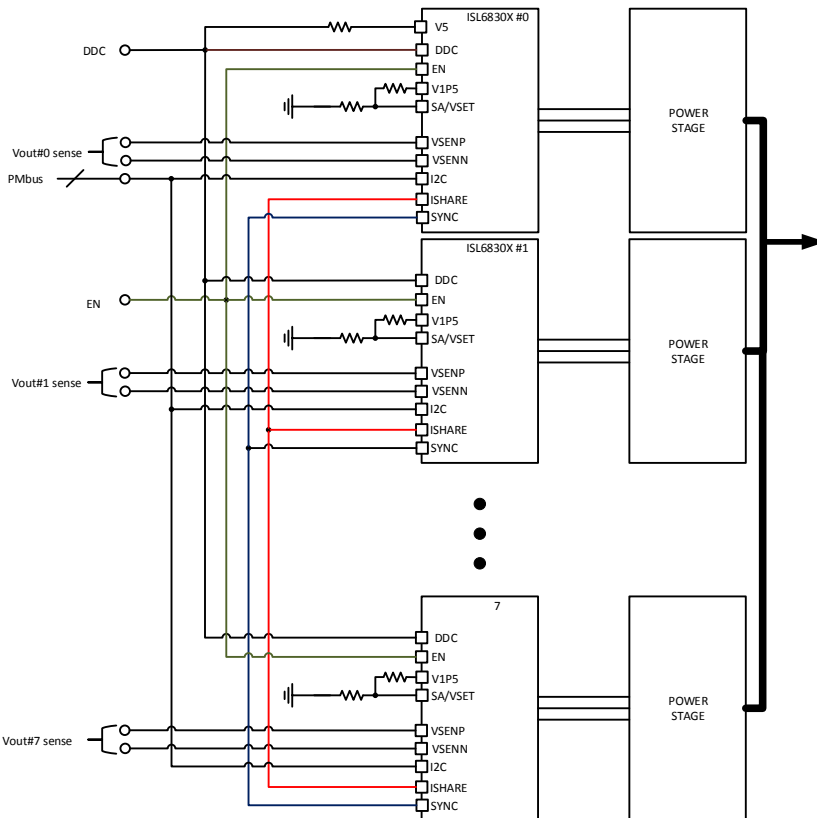 ISL6830X #0
V5
DDC
DDC
EN
V1P5
SA/VSET
POWER
STAGE
Vout#0 sense
VSENP
VSENN
PMbus
I2C
ISHARE
SYNC
ISL6830X #1
DDC
EN
EN
V1P5
SA/VSET
POWER
STAGE
Vout#1 sense
VSENP
VSENN
I2C
ISHARE
SYNC
7
DDC
EN
V1P5
SA/VSET
POWER
STAGE
Vout#7 sense
VSENP
VSENN
I2C
ISHARE
SYNC